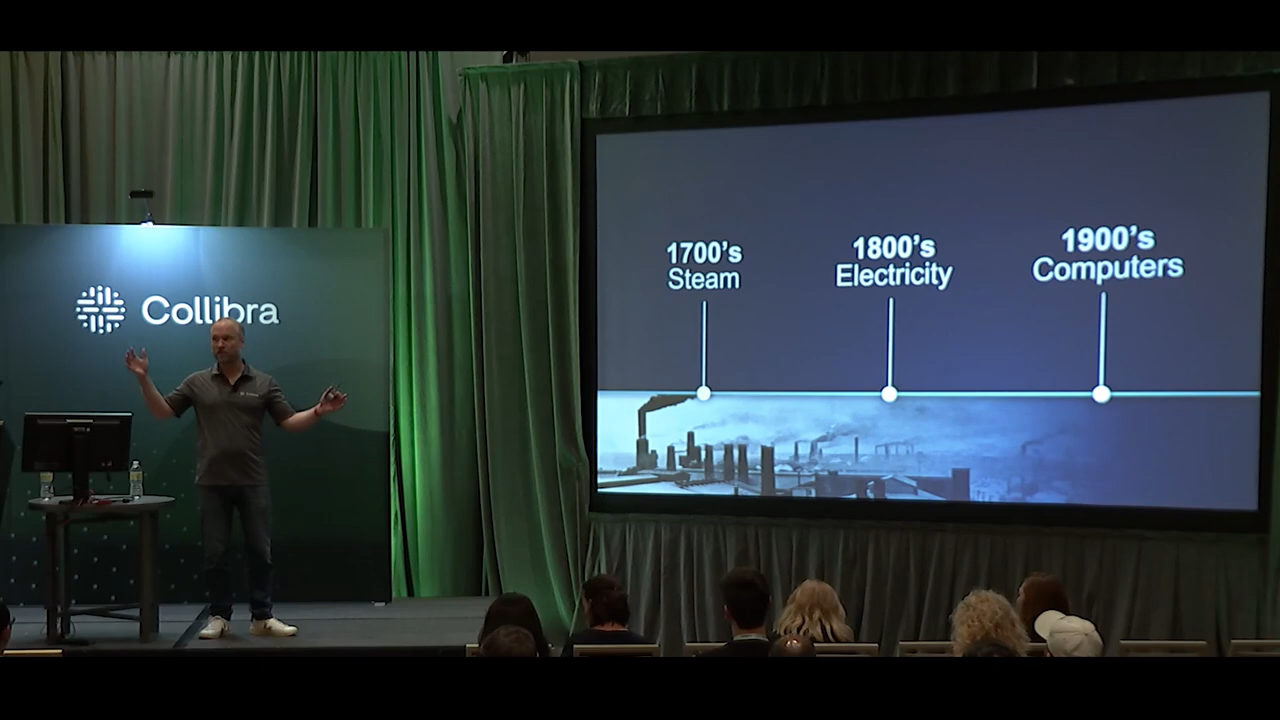 Collibra
1700's
Steam
1800's
Electricity
1900's
Computers